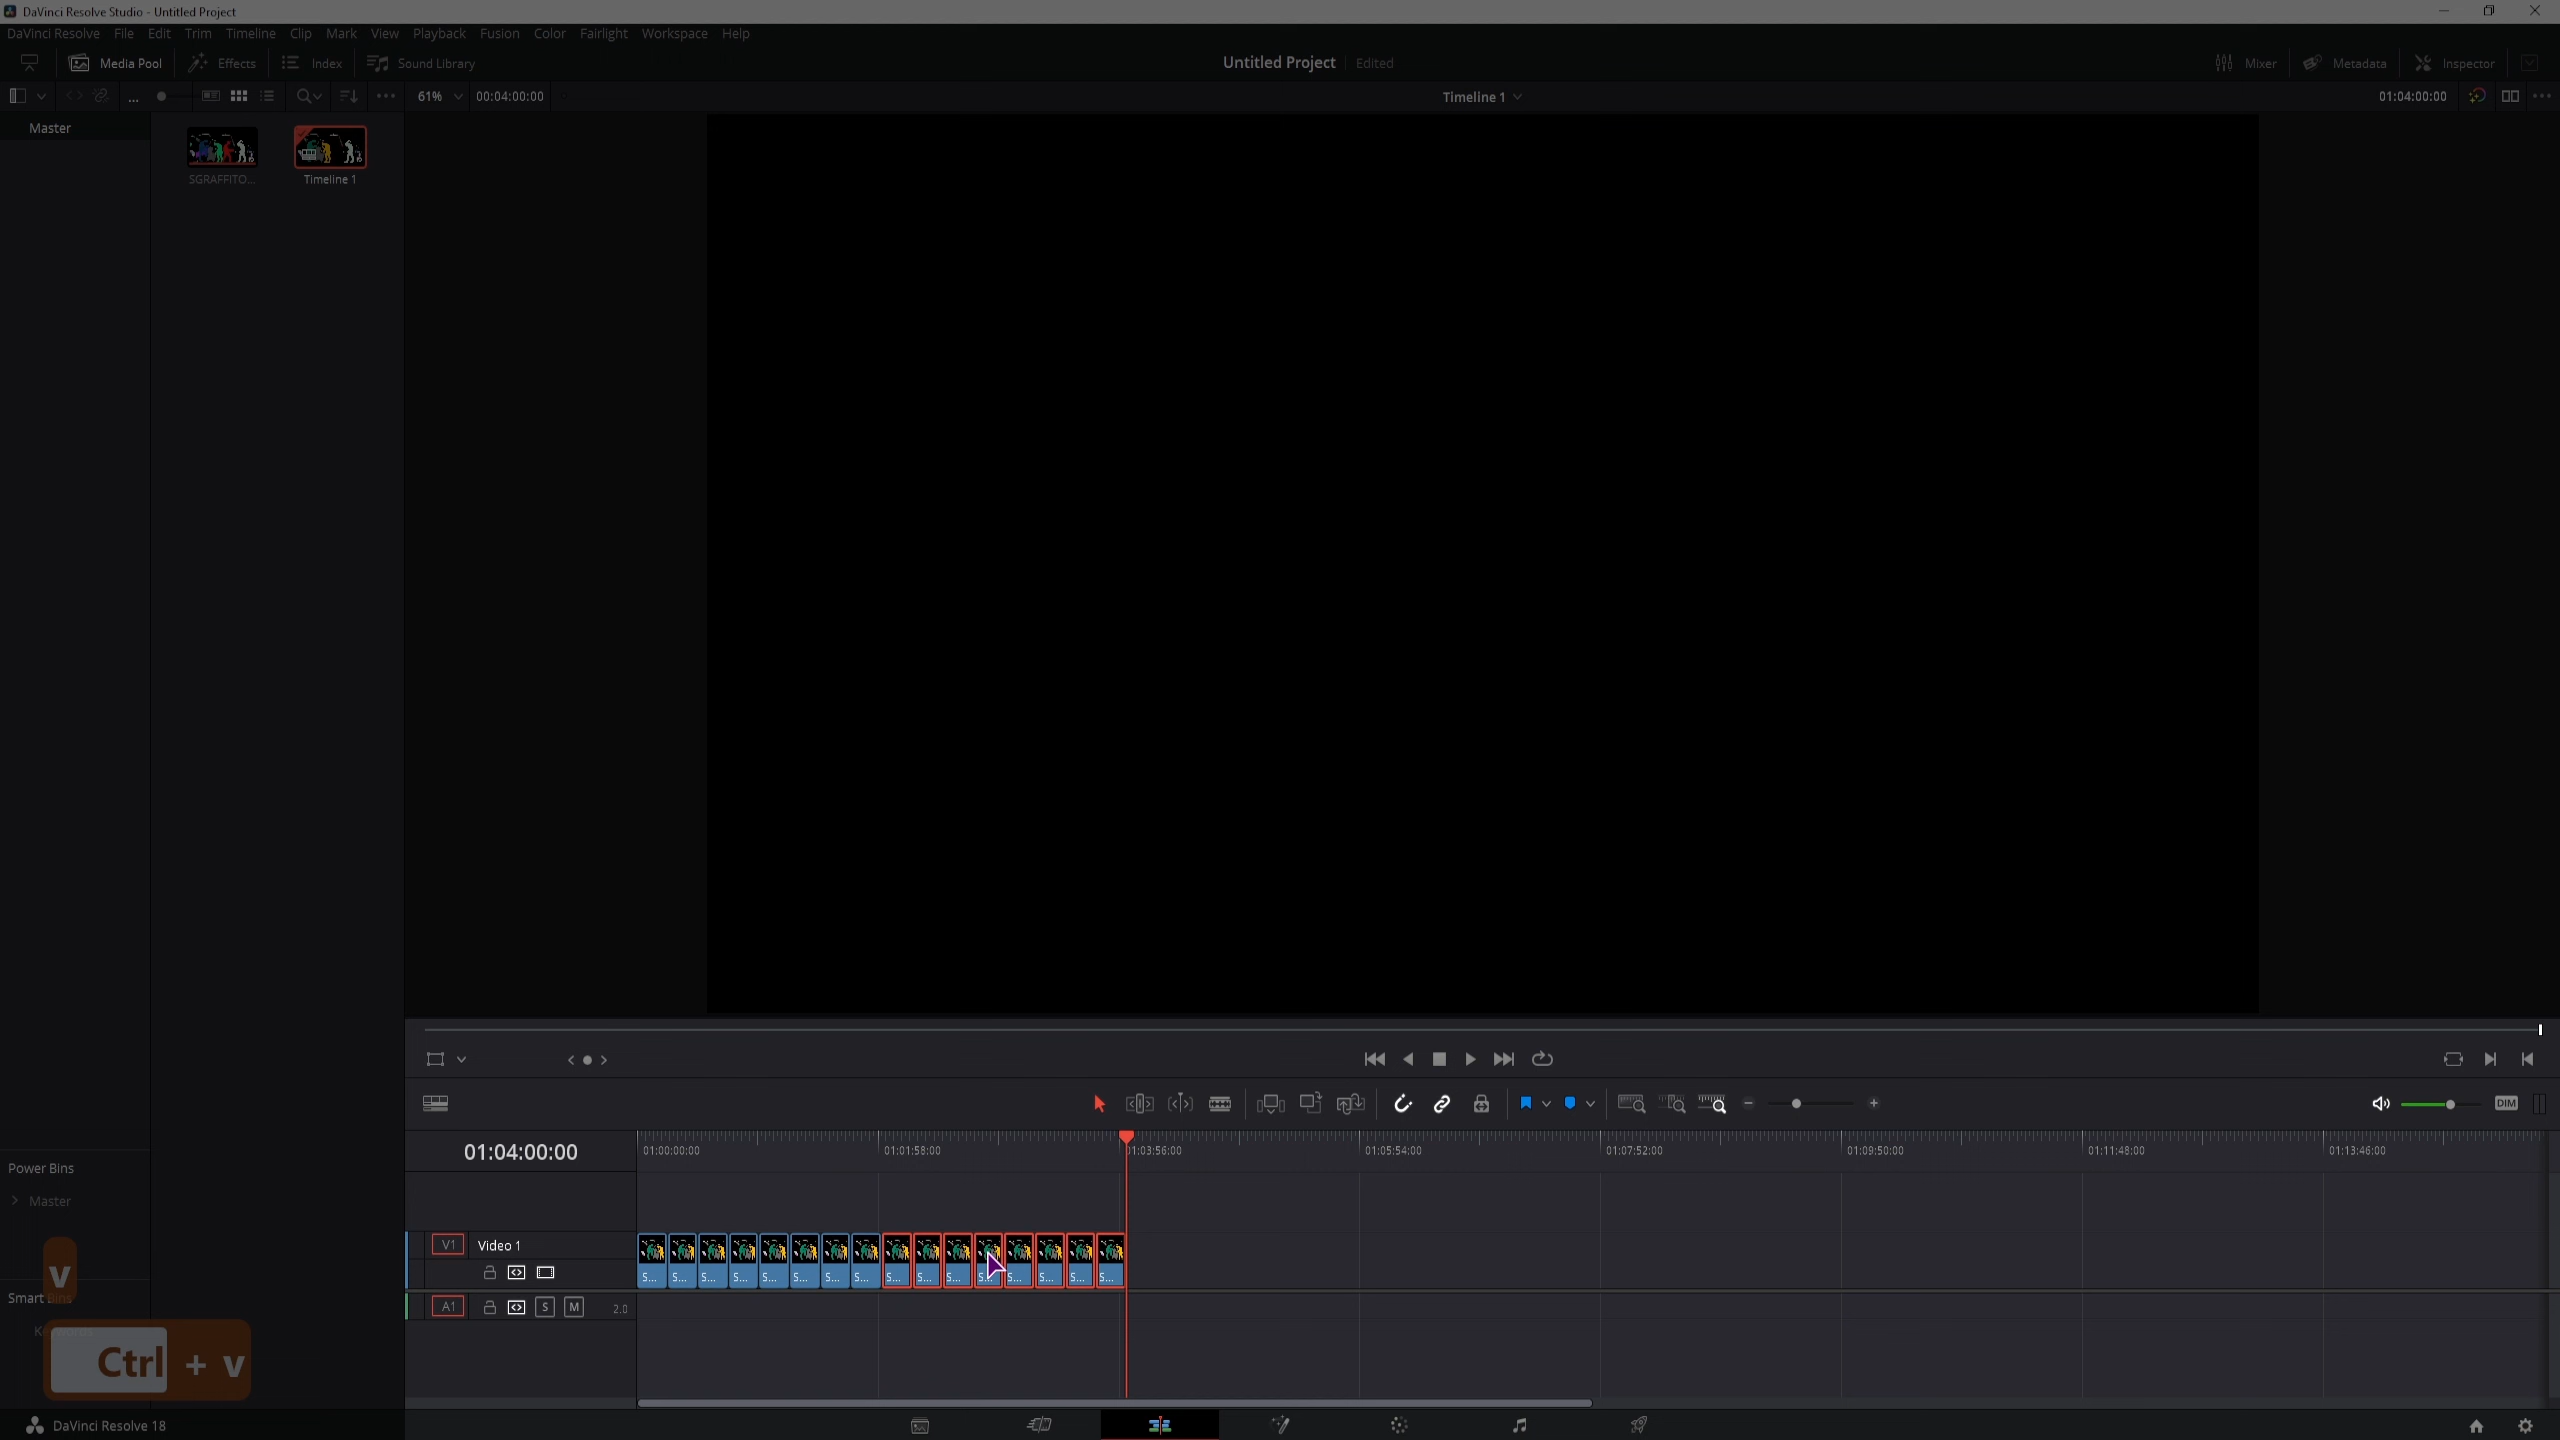 DaVinci Resolve Studio - Untitled Project
DaVinci Resolve File Edit Trim Timeline Clip Mark View Playback Fusion Color Fairlight Workspace Help
Media Pool Effects Index Sound Library Untitled Project Edited Mixer Metadata Inspector
... 61% 00:04:00:00 Timeline 1 01:04:00:00
Master
SGRAFFITO... Timeline 1
DIM
01:04:00:00 01:00:00:00 01:01:58:00 01:03:56:00 01:05:54:00 01:07:52:00 01:09:50:00 01:11:48:00 01:13:46:00
Power Bins
Master
V1 Video 1
S... S... S... S... S... S... S... S... S... S... S... S... S... S... S... S...
v
Smart Bins
A1 S M 2.0
Keywords
Ctrl + v
DaVinci Resolve 18